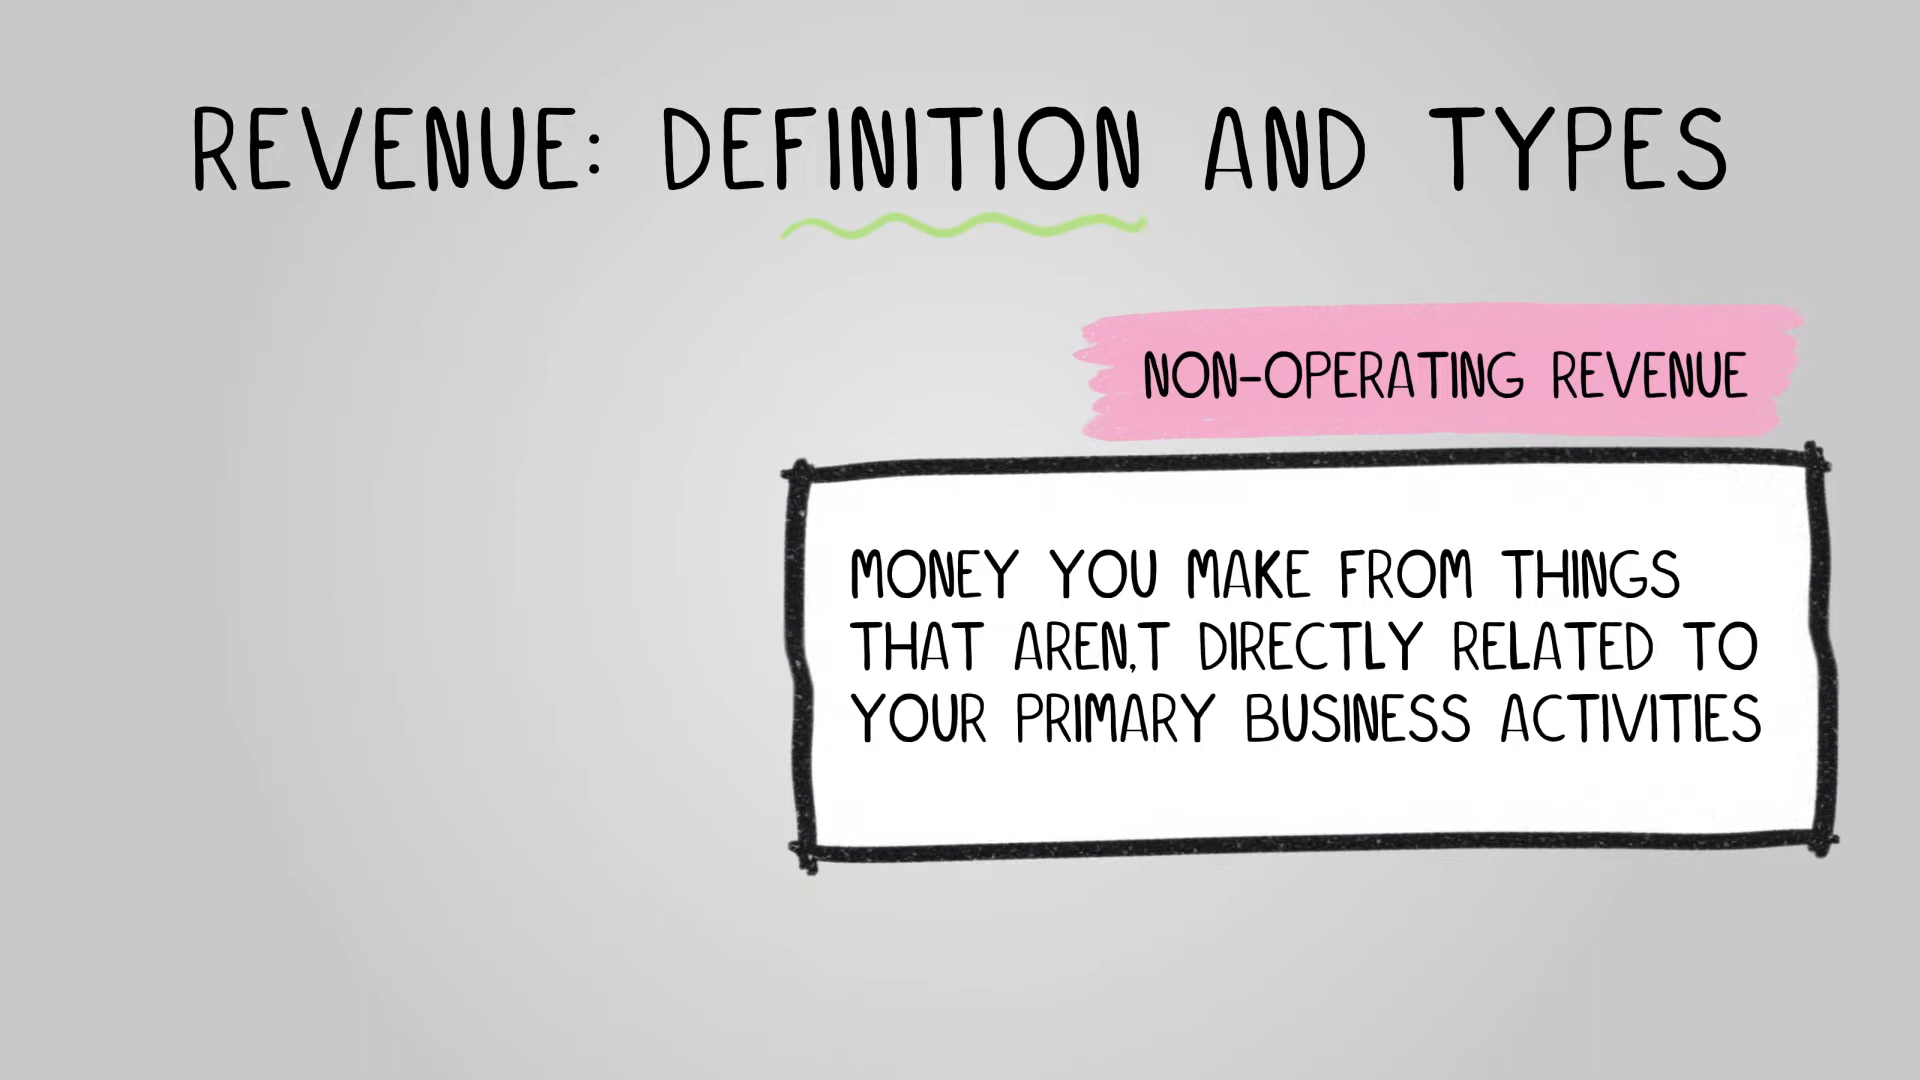 REVENUE: DEFINITION AND TYPES
NON-OPERATING REVENUE
MONEY YOU MAKE FROM THINGS
THAT AREN,T DIRECTLY RELATED TO
YOUR PRIMARY BUSINESS ACTIVITIES